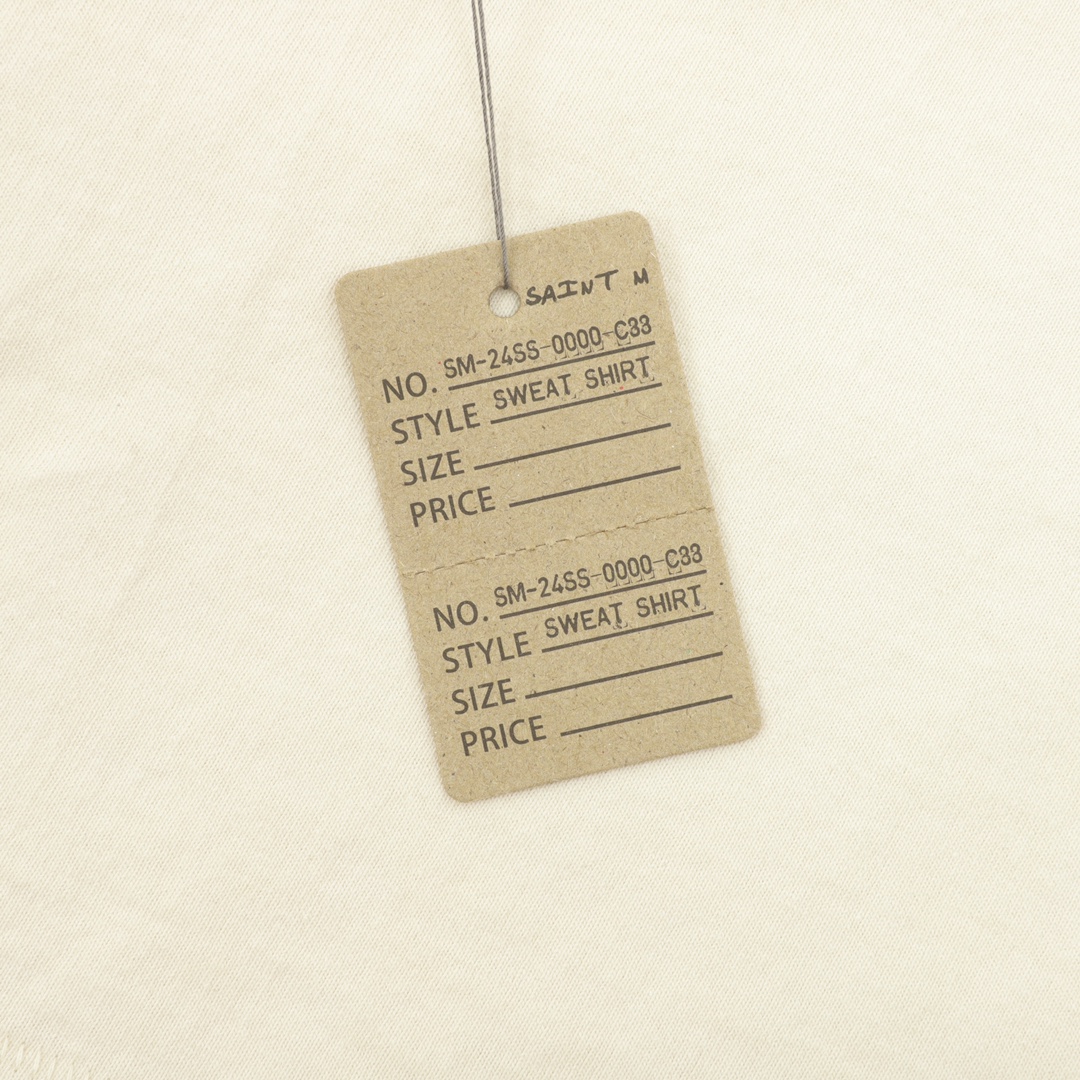 SAINT M
NO. SM-24SS-0000-C33
STYLE SWEAT SHIRT
SIZE
PRICE
NO. SM-24SS-0000-C33
STYLE SWEAT SHIRT
SIZE
PRICE